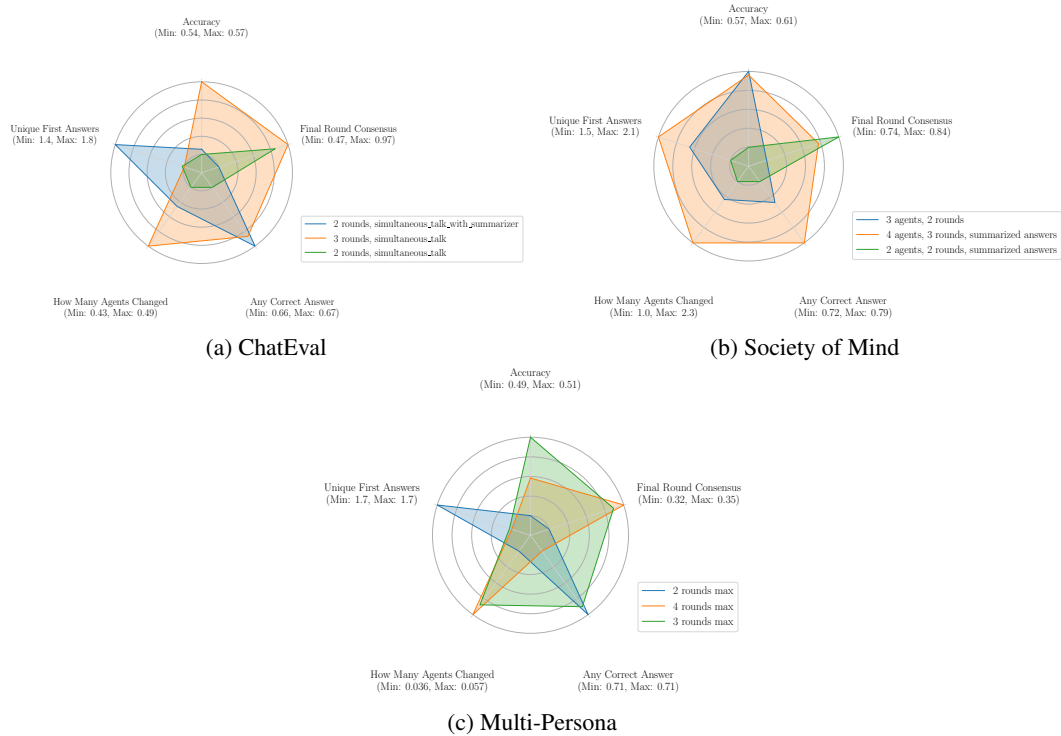 Accuracy
(Min: 0.54, Max: 0.57)
Unique First Answers
(Min: 1.4, Max: 1.8)
Final Round Consensus
(Min: 0.47, Max: 0.97)
2 rounds, simultaneous_talk_with_summarizer
3 rounds, simultaneous_talk
2 rounds, simultaneous_talk
How Many Agents Changed
(Min: 0.43, Max: 0.49)
Any Correct Answer
(Min: 0.66, Max: 0.67)
(a) ChatEval
Accuracy
(Min: 0.57, Max: 0.61)
Unique First Answers
(Min: 1.5, Max: 2.1)
Final Round Consensus
(Min: 0.74, Max: 0.84)
3 agents, 2 rounds
4 agents, 3 rounds, summarized answers
2 agents, 2 rounds, summarized answers
How Many Agents Changed
(Min: 1.0, Max: 2.3)
Any Correct Answer
(Min: 0.72, Max: 0.79)
(b) Society of Mind
Accuracy
(Min: 0.49, Max: 0.51)
Unique First Answers
(Min: 1.7, Max: 1.7)
Final Round Consensus
(Min: 0.32, Max: 0.35)
2 rounds max
4 rounds max
3 rounds max
How Many Agents Changed
(Min: 0.036, Max: 0.057)
Any Correct Answer
(Min: 0.71, Max: 0.71)
(c) Multi-Persona